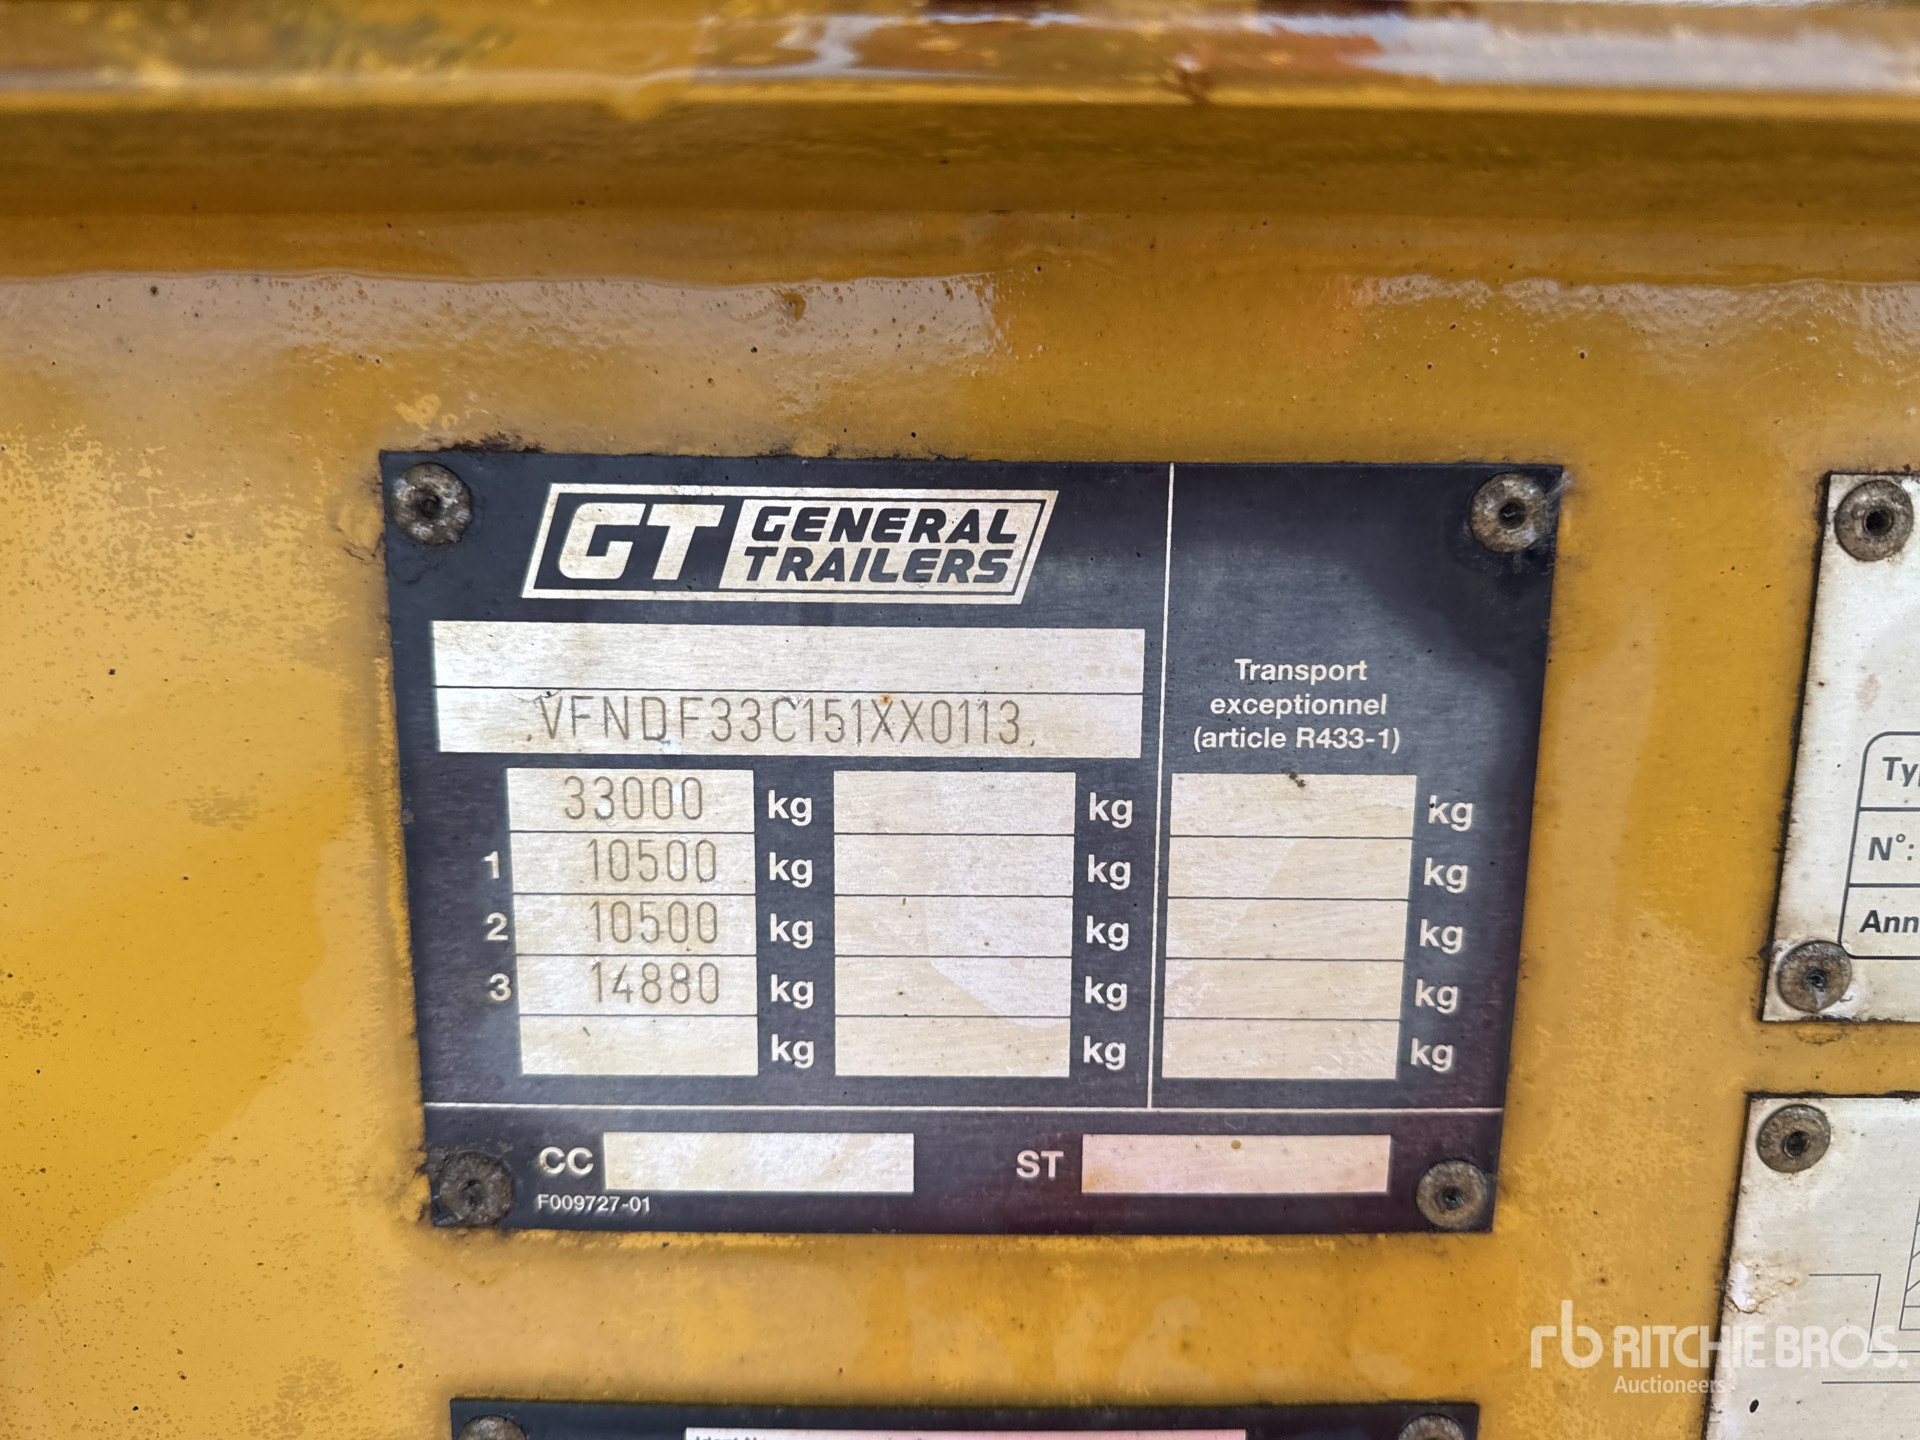 GT GENERAL TRAILERS
VFNDF33C151XX0113
Transport
exceptionnel
(article R433-1)
33000 kg kg kg
1 10500 kg kg kg
2 10500 kg kg kg
3 14880 kg kg kg
kg kg kg
CC ST
F009727-01
N°:
rb RITCHIE BROS.
Auctioneers